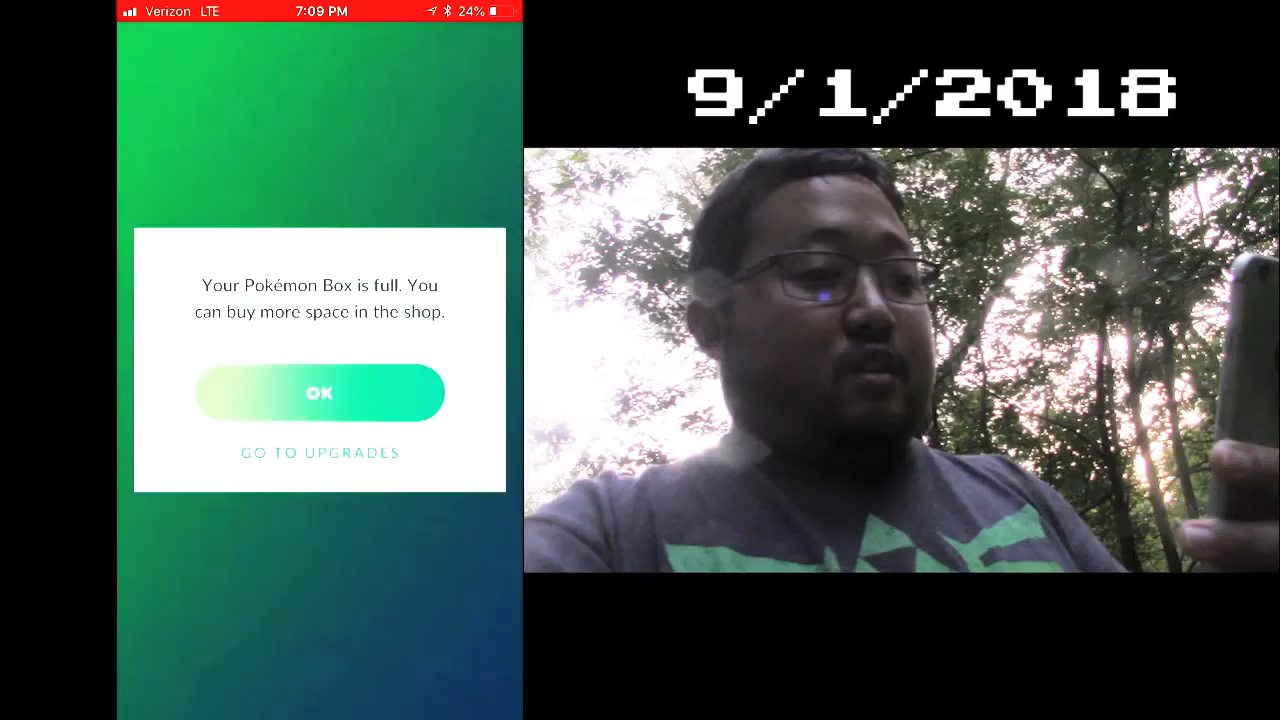 Verizon LTE 7:09 PM 24%
9/1/2018
Your Pokémon Box is full. You
can buy more space in the shop.
OK
GO TO UPGRADES